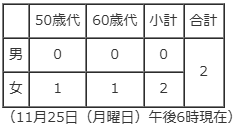 50歳代 60歳代 小計 合計
男 0 0 0
2
女 1 1 2
（11月25日（月曜日）午後6時現在）